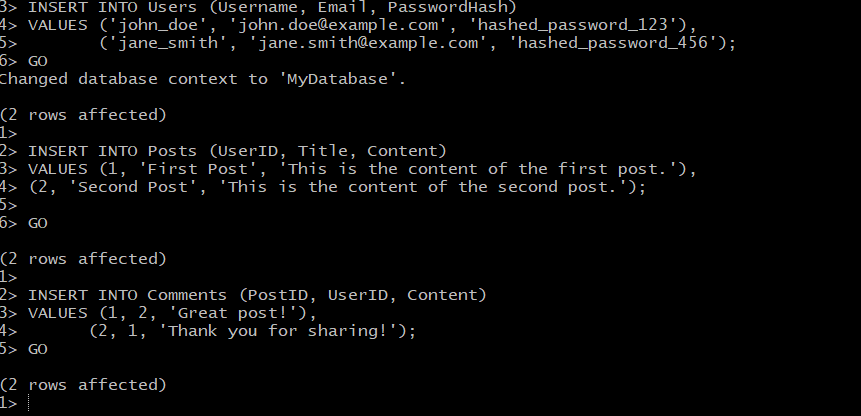 3> INSERT INTO Users (Username, Email, PasswordHash)
4> VALUES ('john_doe', 'john.doe@example.com', 'hashed_password_123'),
5>        ('jane_smith', 'jane.smith@example.com', 'hashed_password_456');
6> GO
Changed database context to 'MyDatabase'.

(2 rows affected)
1>
2> INSERT INTO Posts (UserID, Title, Content)
3> VALUES (1, 'First Post', 'This is the content of the first post.'),
4> (2, 'Second Post', 'This is the content of the second post.');
5>
6> GO

(2 rows affected)
1>
2> INSERT INTO Comments (PostID, UserID, Content)
3> VALUES (1, 2, 'Great post!'),
4>       (2, 1, 'Thank you for sharing!');
5> GO

(2 rows affected)
1>